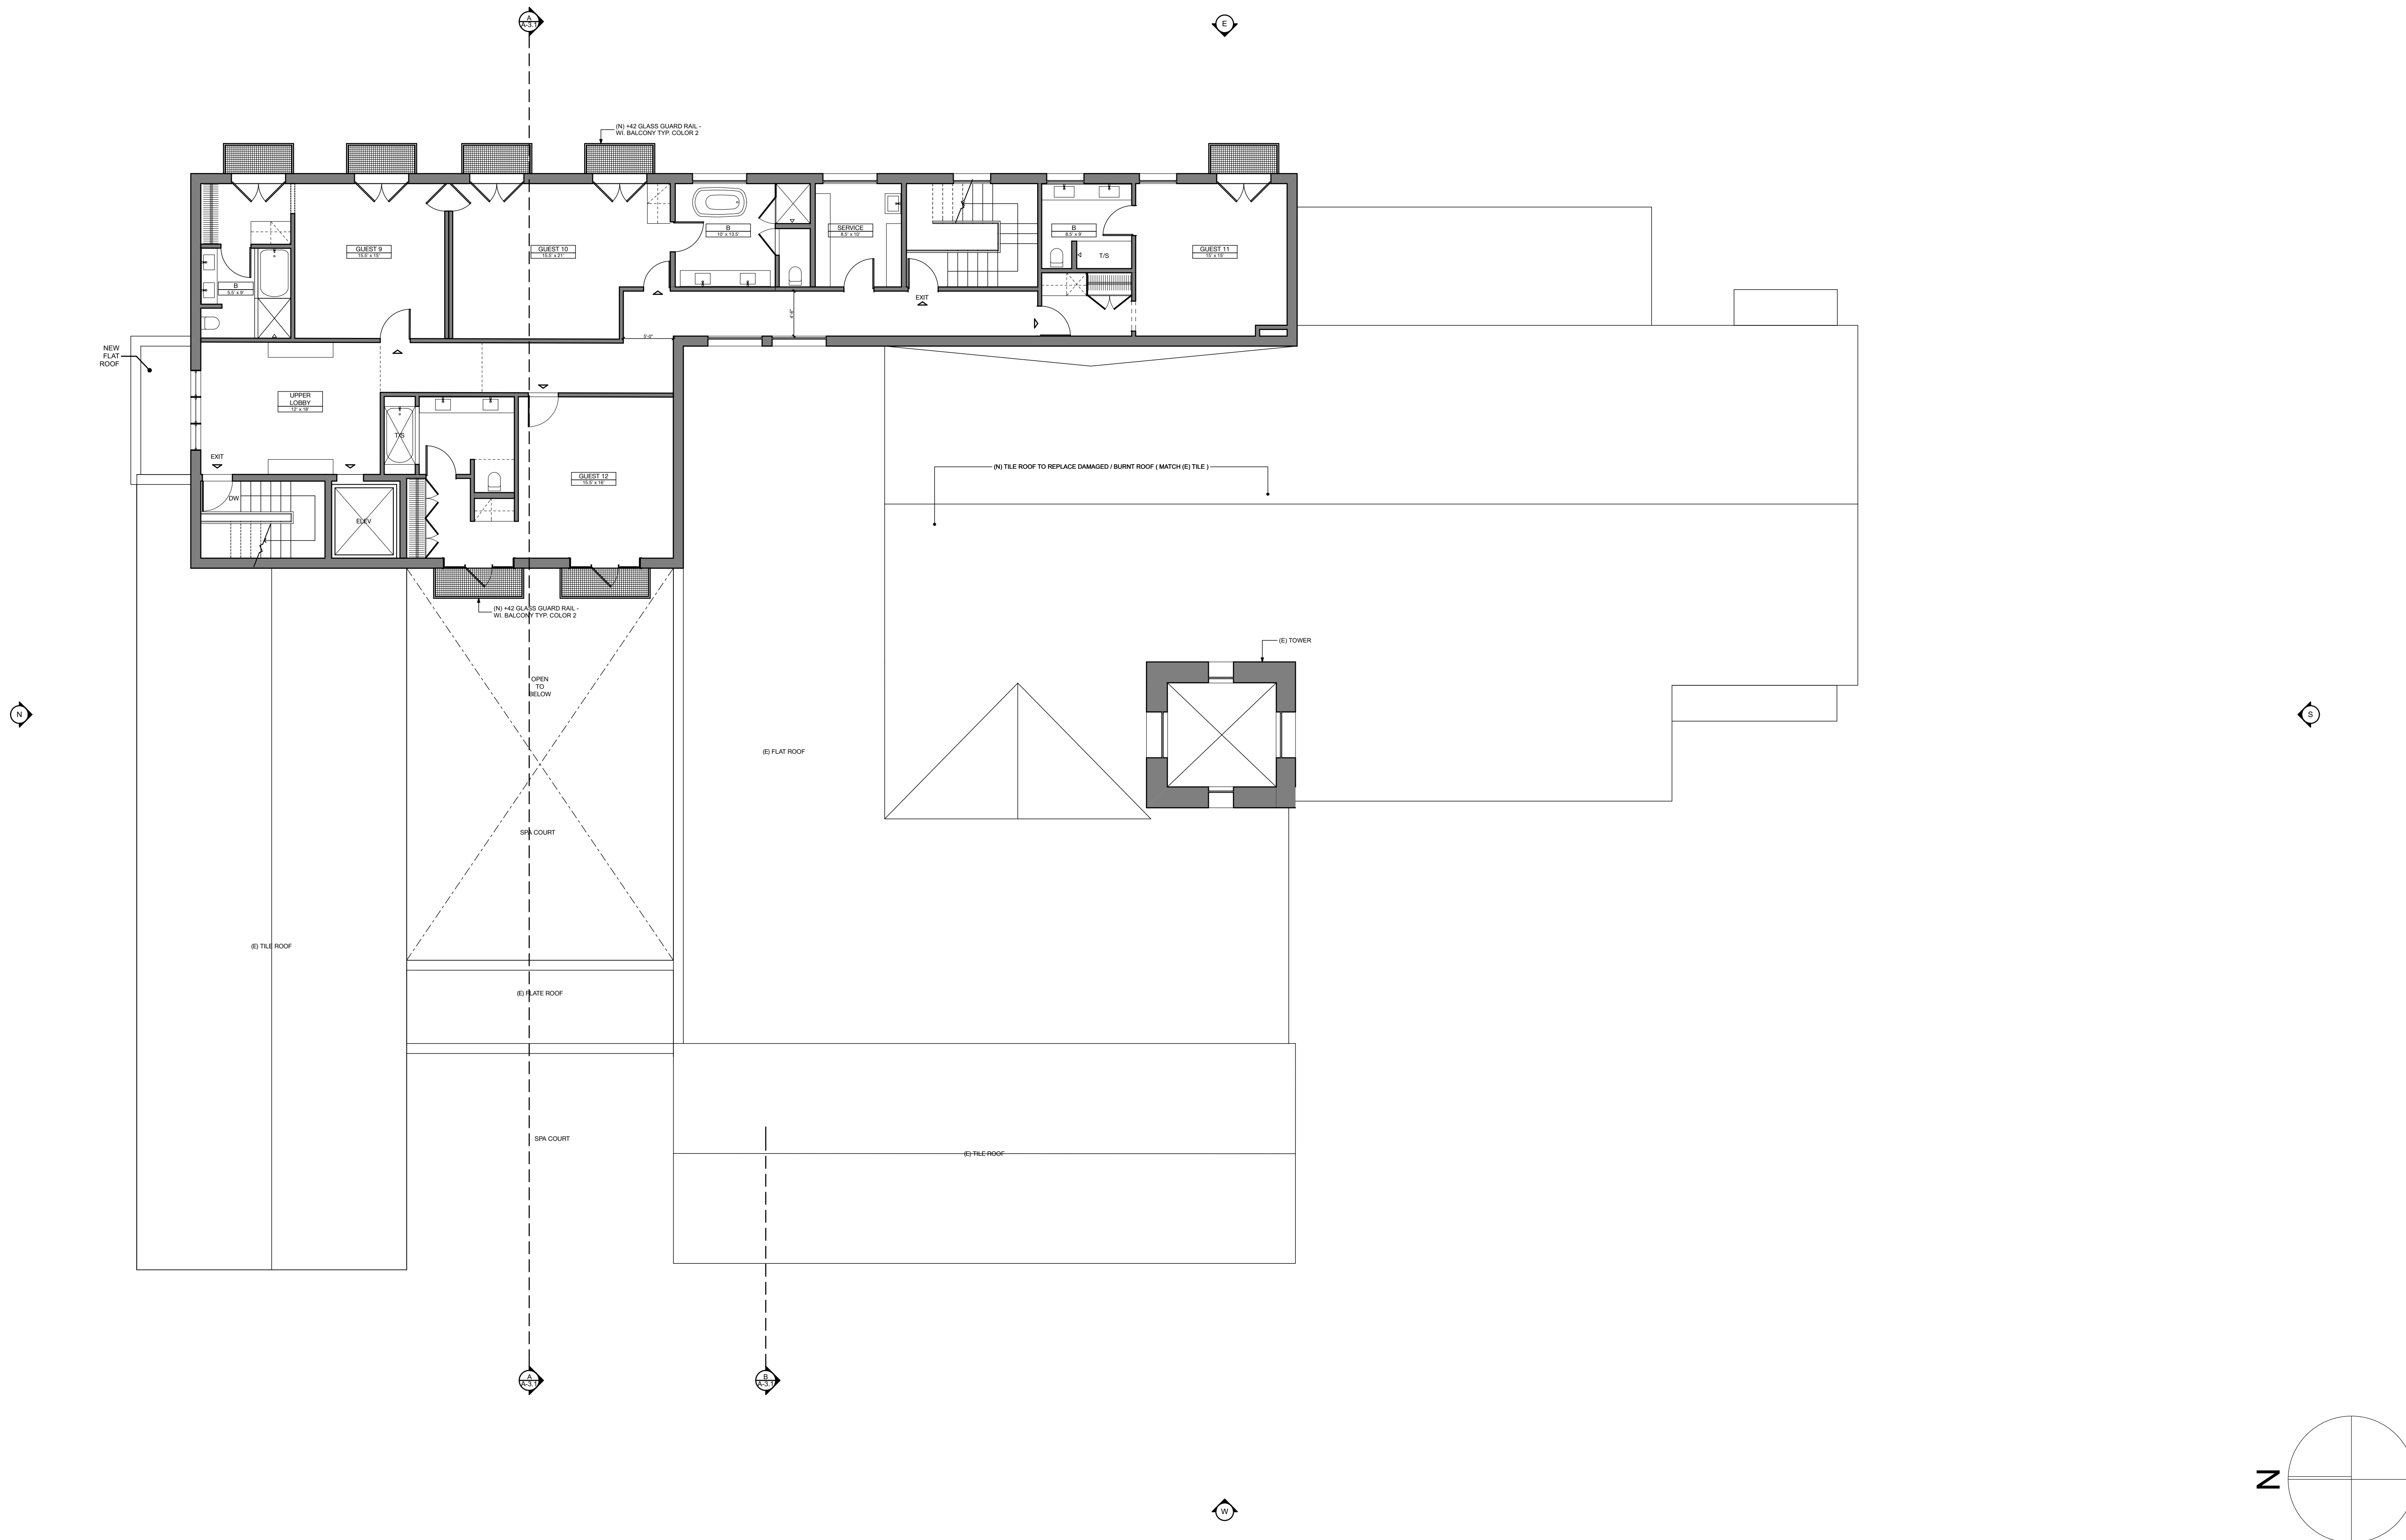 A
A-3.1
E
(N) +42 GLASS GUARD RAIL -
WI. BALCONY TYP. COLOR 2
GUEST 9
15.5' x 15'
GUEST 10
15.5' x 21'
B
10' x 13.5'
SERVICE
8.5' x 10'
B
8.5' x 9'
T/S
GUEST 11
15' x 15'
B
5.5' x 9'
EXIT
4'-8"
5'-0"
NEW
FLAT
ROOF
UPPER
LOBBY
12' x 18'
T/S
EXIT
DW
ELEV
GUEST 12
15.5' x 16'
(N) TILE ROOF TO REPLACE DAMAGED / BURNT ROOF ( MATCH (E) TILE )
(N) +42 GLASS GUARD RAIL -
WI. BALCONY TYP. COLOR 2
(E) TOWER
OPEN
TO
BELOW
N
S
(E) FLAT ROOF
SPA COURT
(E) TILE ROOF
(E) FLATE ROOF
SPA COURT
(E) TILE ROOF
A
A-3.1
B
A-3.1
W
N